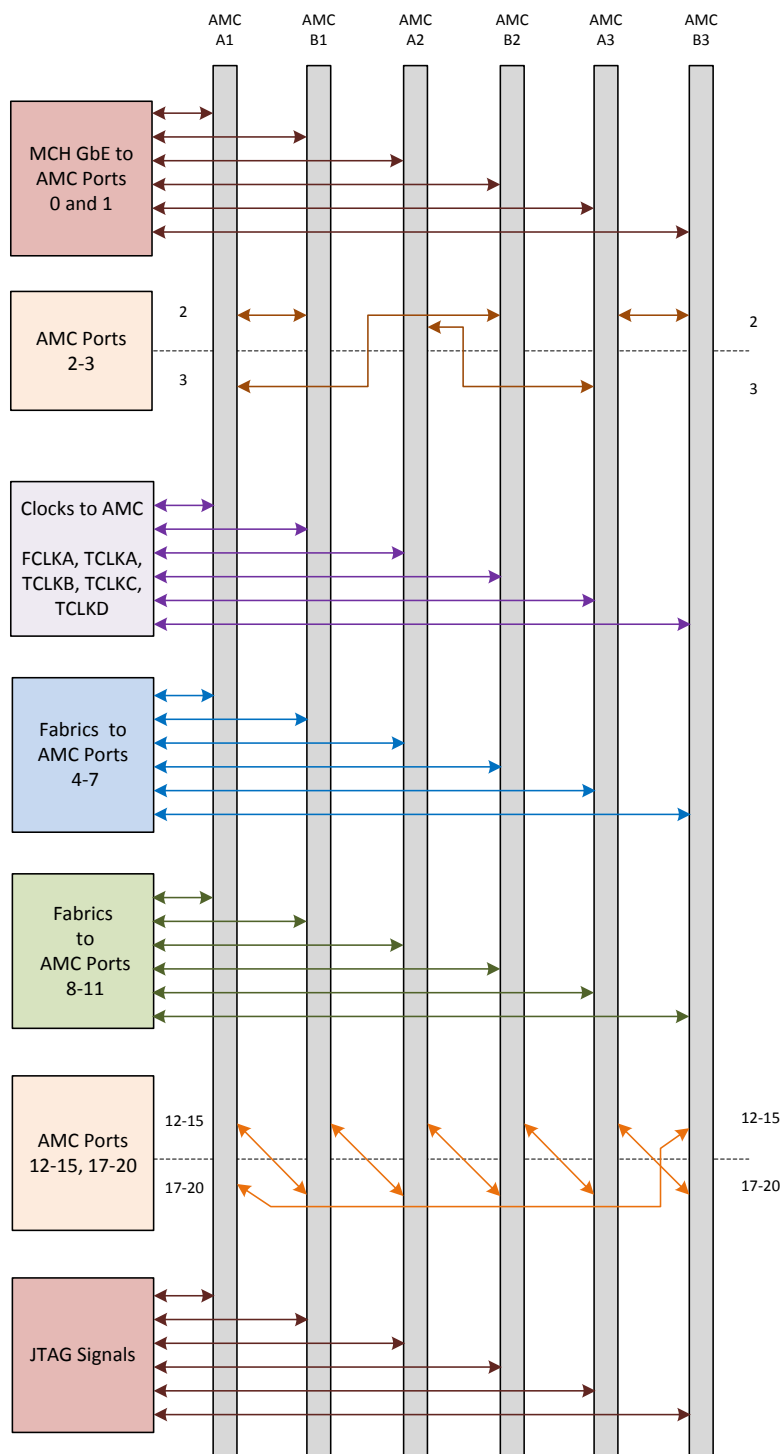 AMC AMC AMC AMC AMC AMC
A1 B1 A2 B2 A3 B3
MCH GbE to
AMC Ports
0 and 1
AMC Ports
2-3
2
2
3
3
Clocks to AMC
FCLKA, TCLKA,
TCLKB, TCLKC,
TCLKD
Fabrics to
AMC Ports
4-7
Fabrics
to
AMC Ports
8-11
AMC Ports
12-15, 17-20
12-15
12-15
17-20
17-20
JTAG Signals